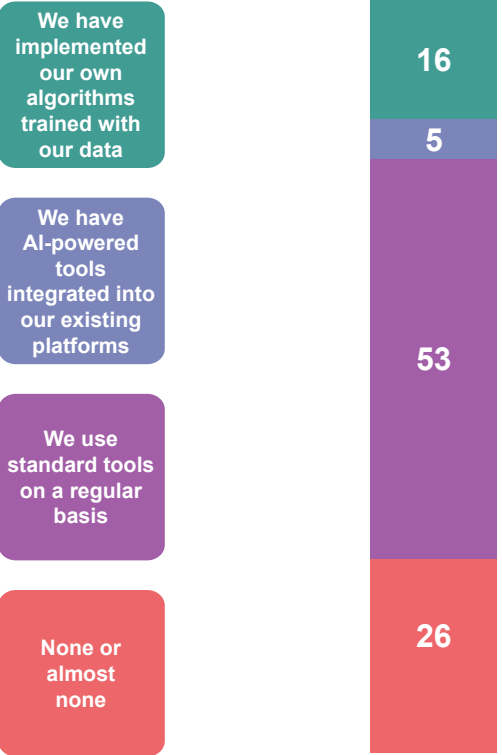 We have
implemented
our own
algorithms
trained with
our data
16
5
We have
AI-powered
tools
integrated into
our existing
platforms
53
We use
standard tools
on a regular
basis
None or
almost
none
26